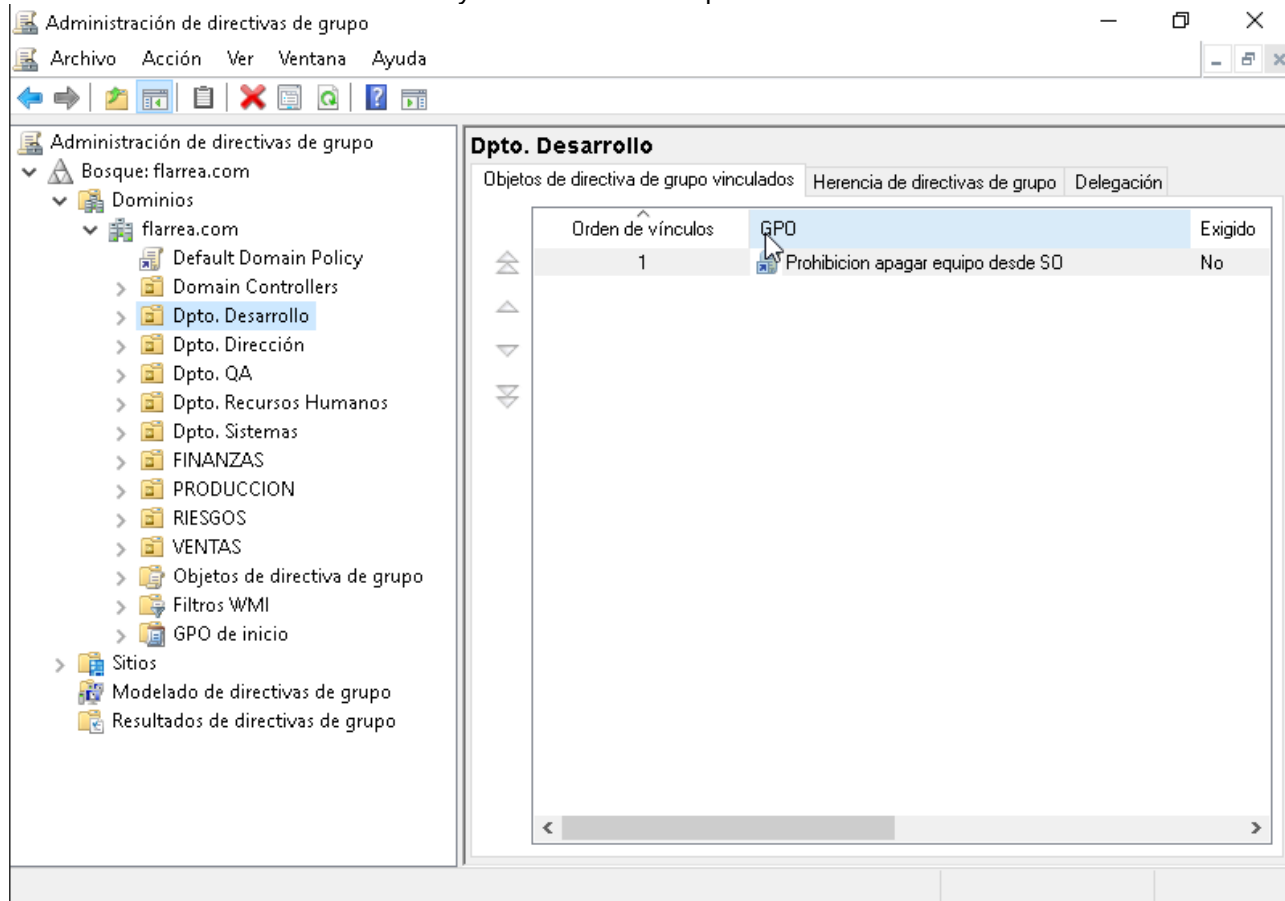 Administración de directivas de grupo
Archivo Acción Ver Ventana Ayuda
Administración de directivas de grupo
Bosque: flarrea.com
Dominios
flarrea.com
Default Domain Policy
Domain Controllers
Dpto. Desarrollo
Dpto. Dirección
Dpto. QA
Dpto. Recursos Humanos
Dpto. Sistemas
FINANZAS
PRODUCCION
RIESGOS
VENTAS
Objetos de directiva de grupo
Filtros WMI
GPO de inicio
Sitios
Modelado de directivas de grupo
Resultados de directivas de grupo
Dpto. Desarrollo
Objetos de directiva de grupo vinculados Herencia de directivas de grupo Delegación
Orden de vínculos GPO Exigido
1 Prohibicion apagar equipo desde SO No